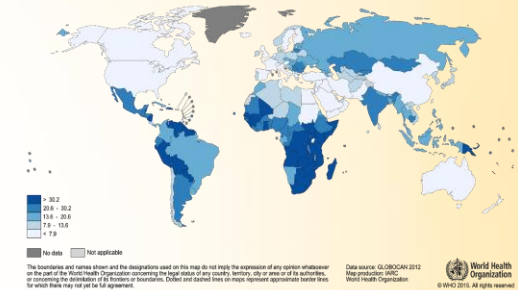 > 30.2
20.6 - 30.2
13.6 - 20.6
7.9 - 13.6
< 7.9
No data
Not applicable
The boundaries and names shown and the designations used on this map do not imply the expression of any opinion whatsoever
on the part of the World Health Organization concerning the legal status of any country, territory, city or area or of its authorities,
or concerning the delimitation of its frontiers or boundaries. Dotted and dashed lines on maps represent approximate border lines
for which there may not yet be full agreement.
Data source: GLOBOCAN 2012
Map production: IARC
World Health Organization
World Health
Organization
© WHO 2015. All rights reserved